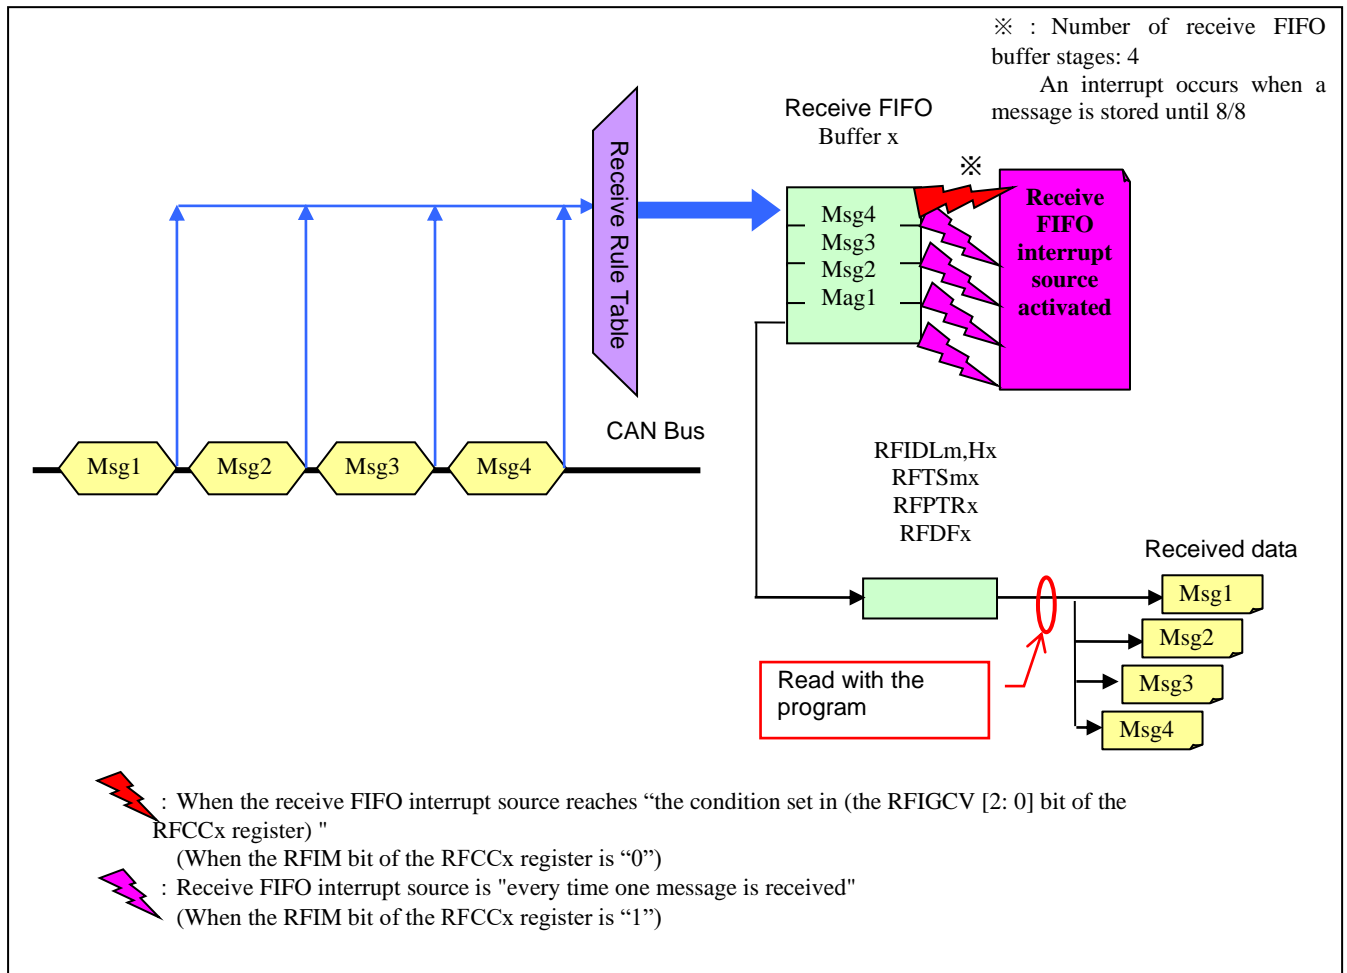 ※ : Number of receive FIFO
buffer stages: 4
An interrupt occurs when a
message is stored until 8/8
Receive FIFO
Buffer x
※
Receive Rule Table
Msg4
Msg3
Msg2
Mag1
Receive
FIFO
interrupt
source
activated
CAN Bus
Msg1
Msg2
Msg3
Msg4
RFIDLm,Hx
RFTSmx
RFPTRx
RFDFx
Received data
Msg1
Msg2
Msg3
Msg4
Read with the
program
: When the receive FIFO interrupt source reaches “the condition set in (the RFIGCV [2: 0] bit of the
RFCCx register) "
(When the RFIM bit of the RFCCx register is “0”)
: Receive FIFO interrupt source is "every time one message is received"
(When the RFIM bit of the RFCCx register is “1”)